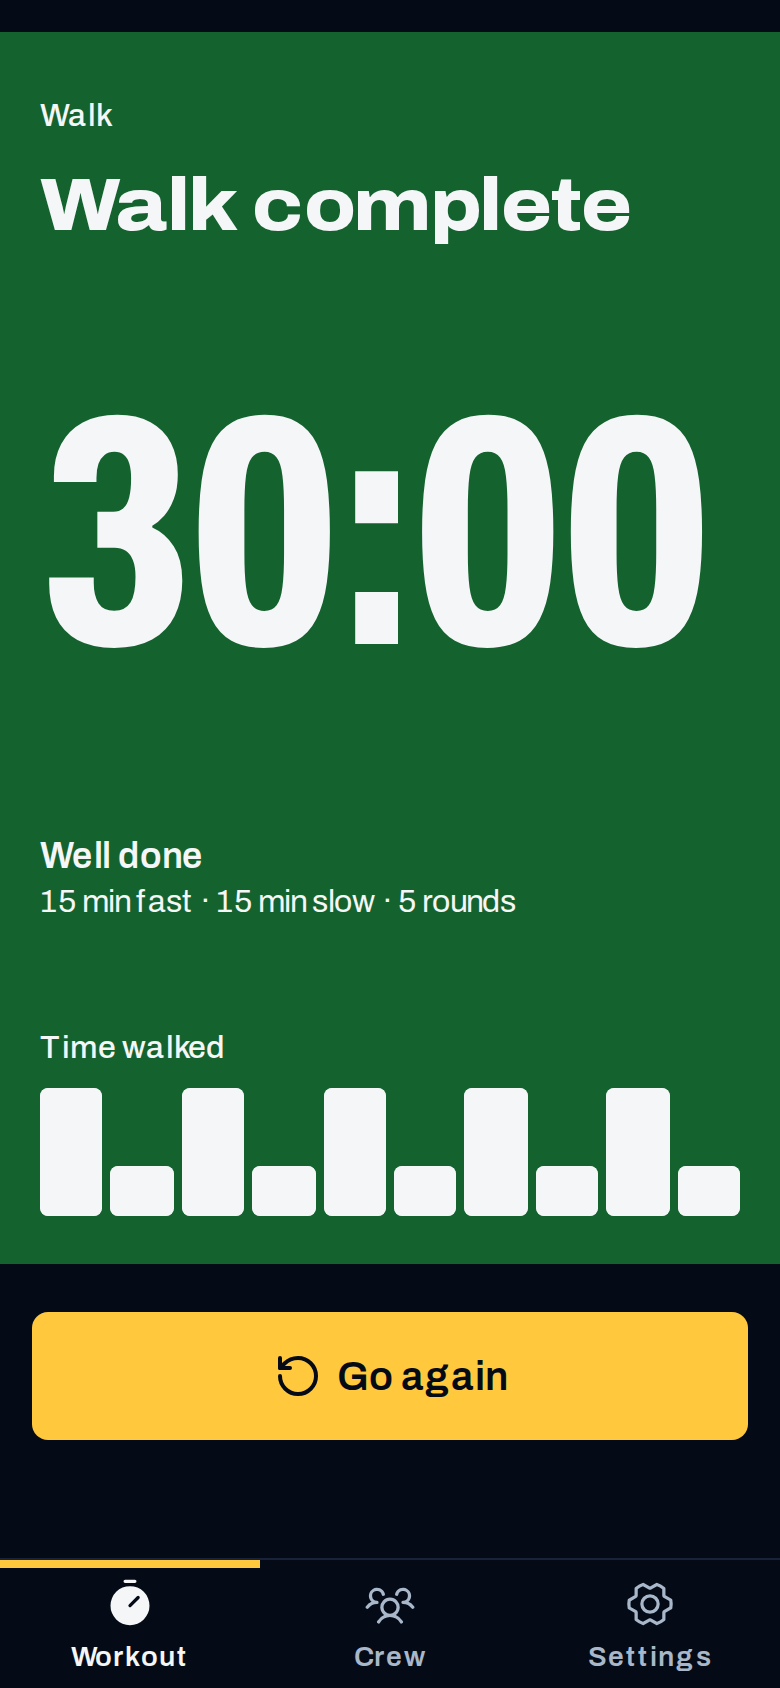 Walk
Walk complete
30:00
Well done
15 min fast · 15 min slow · 5 rounds
Time walked
Go again
Workout
Crew
Settings